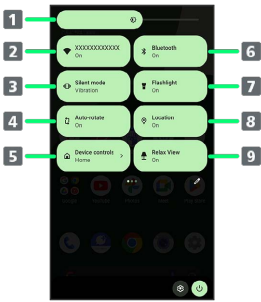 1
2
XXXXXXXXXXXX
On
Bluetooth
On
6
3
Silent mode
Vibration
Flashlight
On
7
4
Auto-rotate
On
Location
On
8
5
Device controls
Home
Relax View
On
9